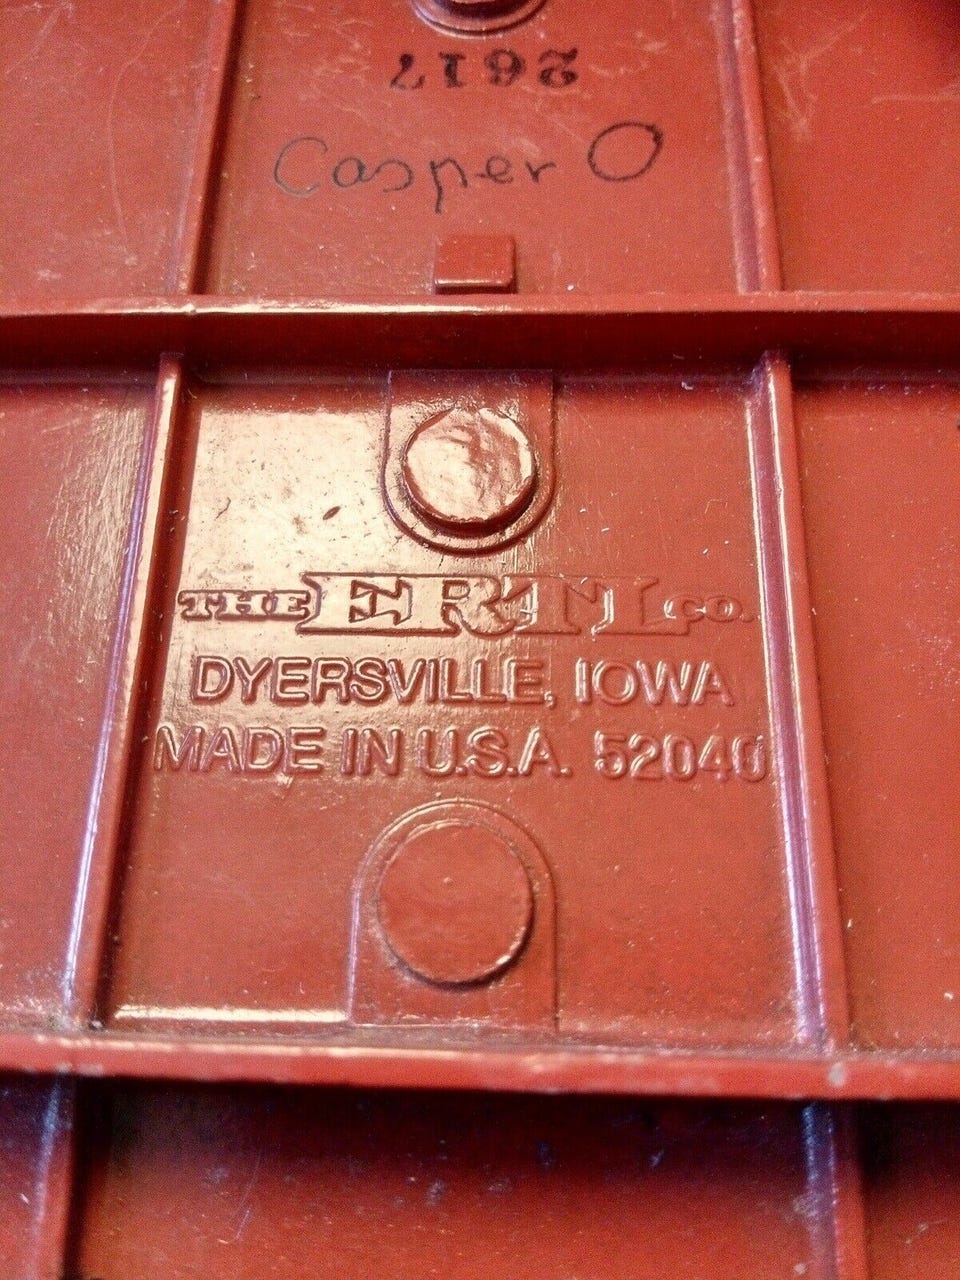 2617
Casper O
THE ERTL CO.
DYERSVILLE, IOWA
MADE IN U.S.A. 52040